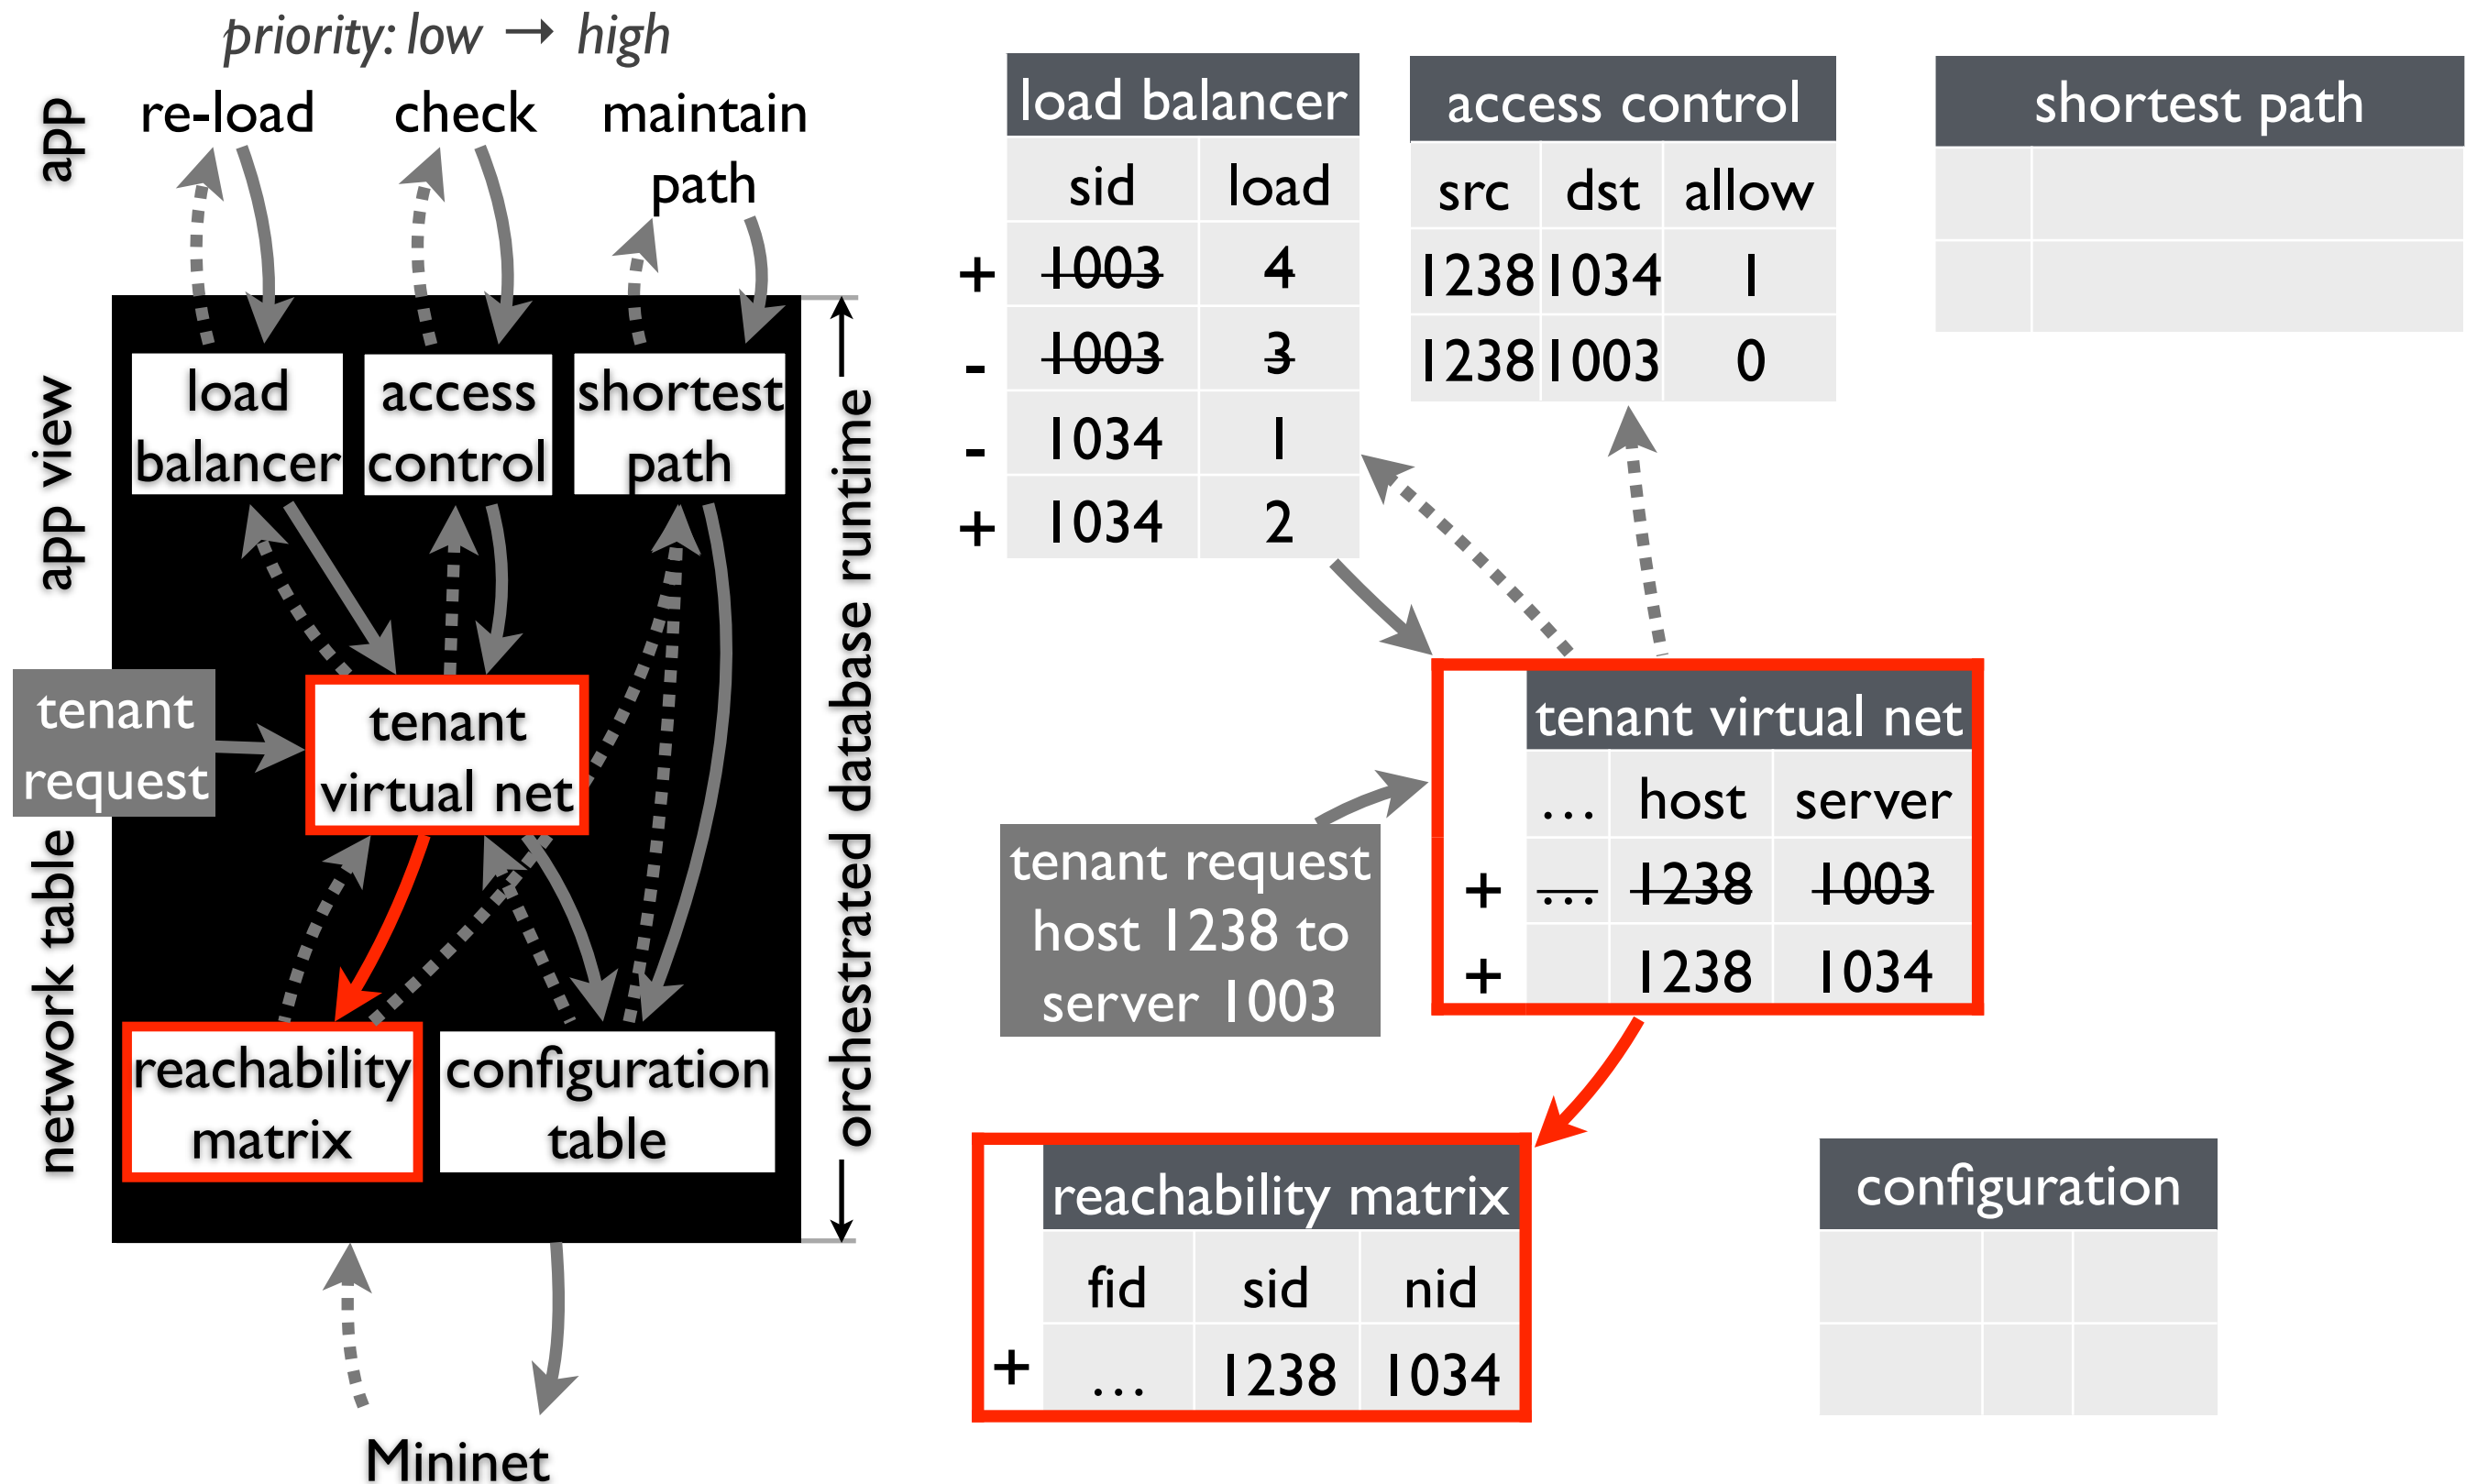 priority: low → high
app
re-load
check
maintain
path
app view
load
balancer
access
control
shortest
path
tenant
request
tenant
virtual net
network table
reachability
matrix
configuration
table
orchestrated database runtime
Mininet
load balancer
sid load
+ 1003 4
- 1003 3
- 1034 1
+ 1034 2
access control
src dst allow
1238 1034 1
1238 1003 0
shortest path
tenant request
host 1238 to
server 1003
tenant virtual net
... host server
+ ... 1238 1003
+ 1238 1034
reachability matrix
fid sid nid
+ ... 1238 1034
configuration